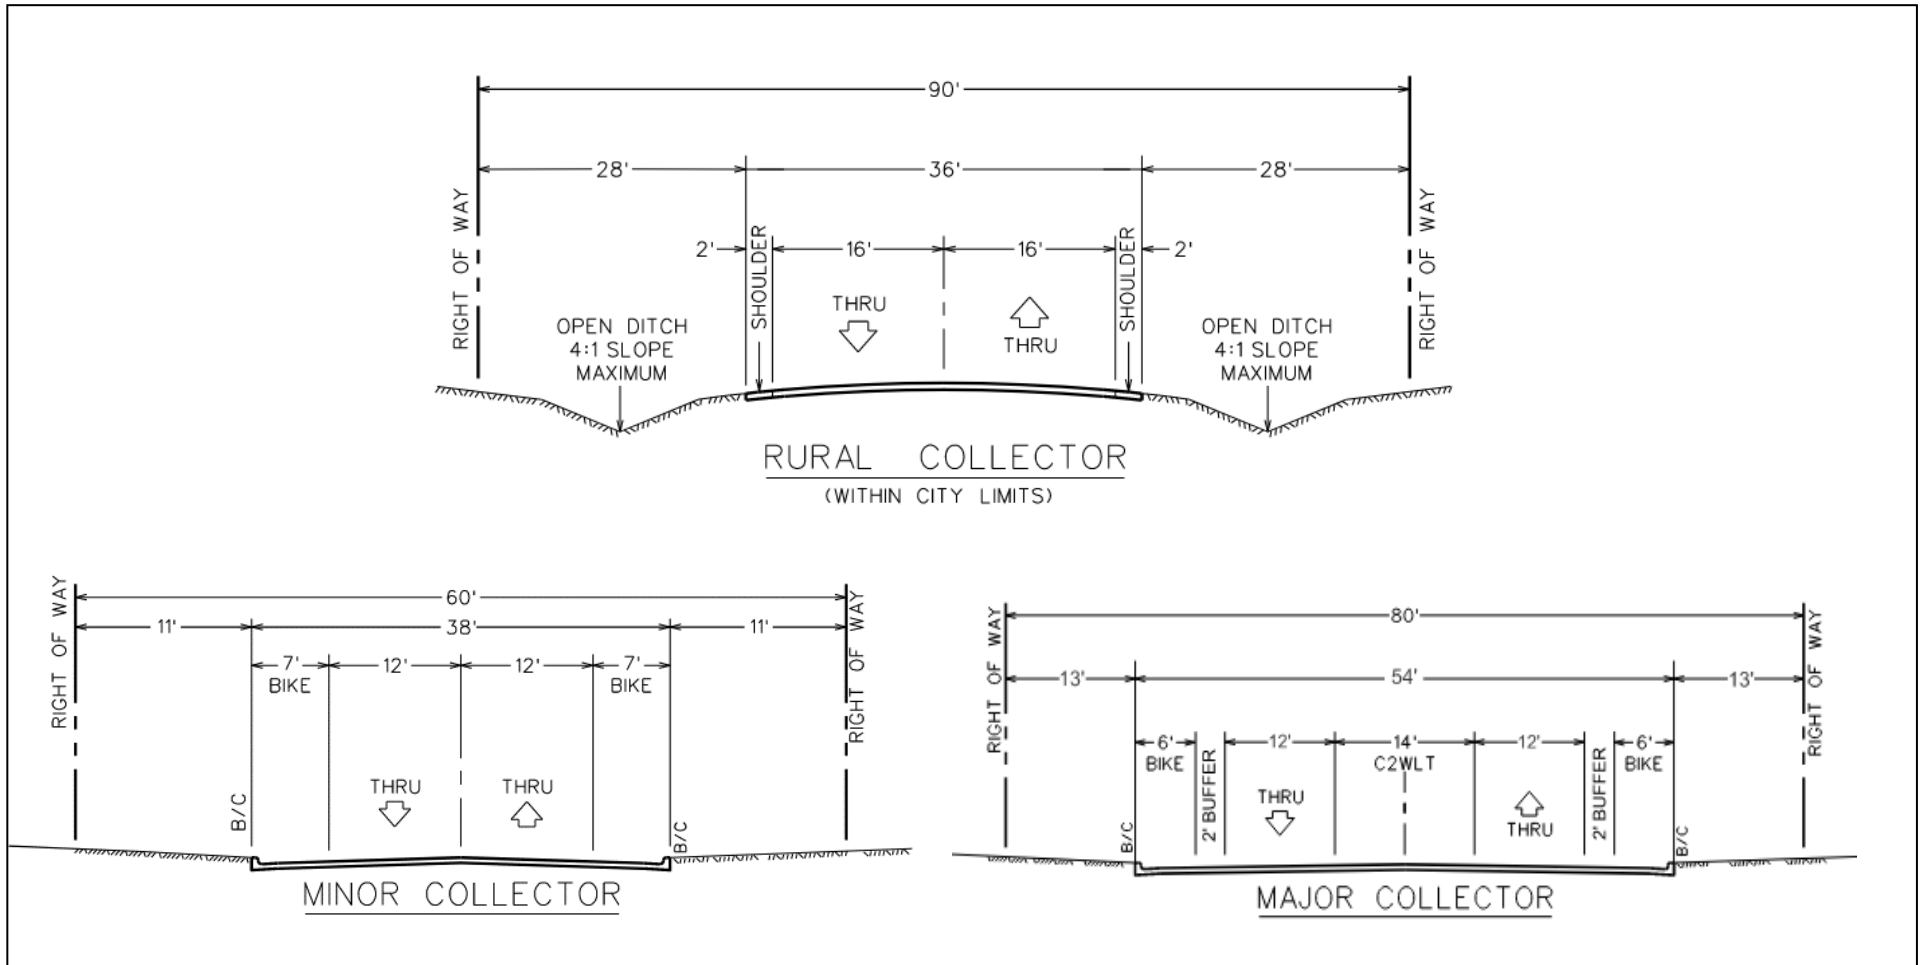 90'
28'
36'
28'
RIGHT OF WAY
2'
SHOULDER
16'
16'
SHOULDER
2'
RIGHT OF WAY
THRU
THRU
OPEN DITCH
4:1 SLOPE
MAXIMUM
OPEN DITCH
4:1 SLOPE
MAXIMUM
RURAL COLLECTOR
(WITHIN CITY LIMITS)
RIGHT OF WAY
60'
RIGHT OF WAY
11'
38'
11'
7'
BIKE
12'
12'
7'
BIKE
THRU
THRU
B/C
B/C
MINOR COLLECTOR
RIGHT OF WAY
80'
RIGHT OF WAY
13'
54'
13'
6'
BIKE
2' BUFFER
12'
14'
C2WLT
12'
2' BUFFER
6'
BIKE
THRU
THRU
B/C
B/C
MAJOR COLLECTOR